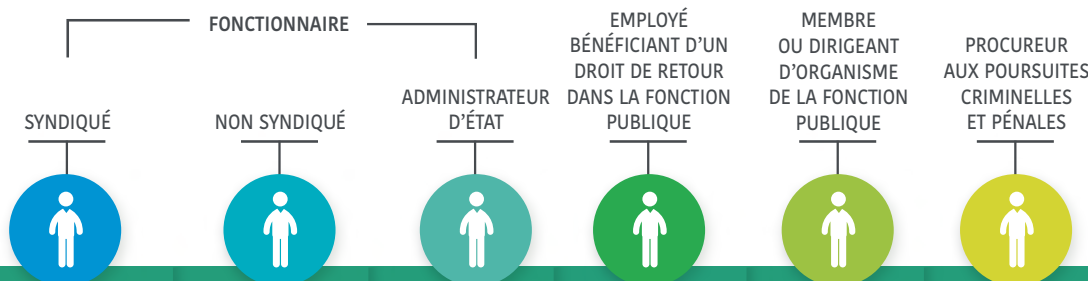 FONCTIONNAIRE
SYNDIQUÉ
NON SYNDIQUÉ
ADMINISTRATEUR
D’ÉTAT
EMPLOYÉ
BÉNÉFICIANT D’UN
DROIT DE RETOUR
DANS LA FONCTION
PUBLIQUE
MEMBRE
OU DIRIGEANT
D’ORGANISME
DE LA FONCTION
PUBLIQUE
PROCUREUR
AUX POURSUITES
CRIMINELLES
ET PÉNALES